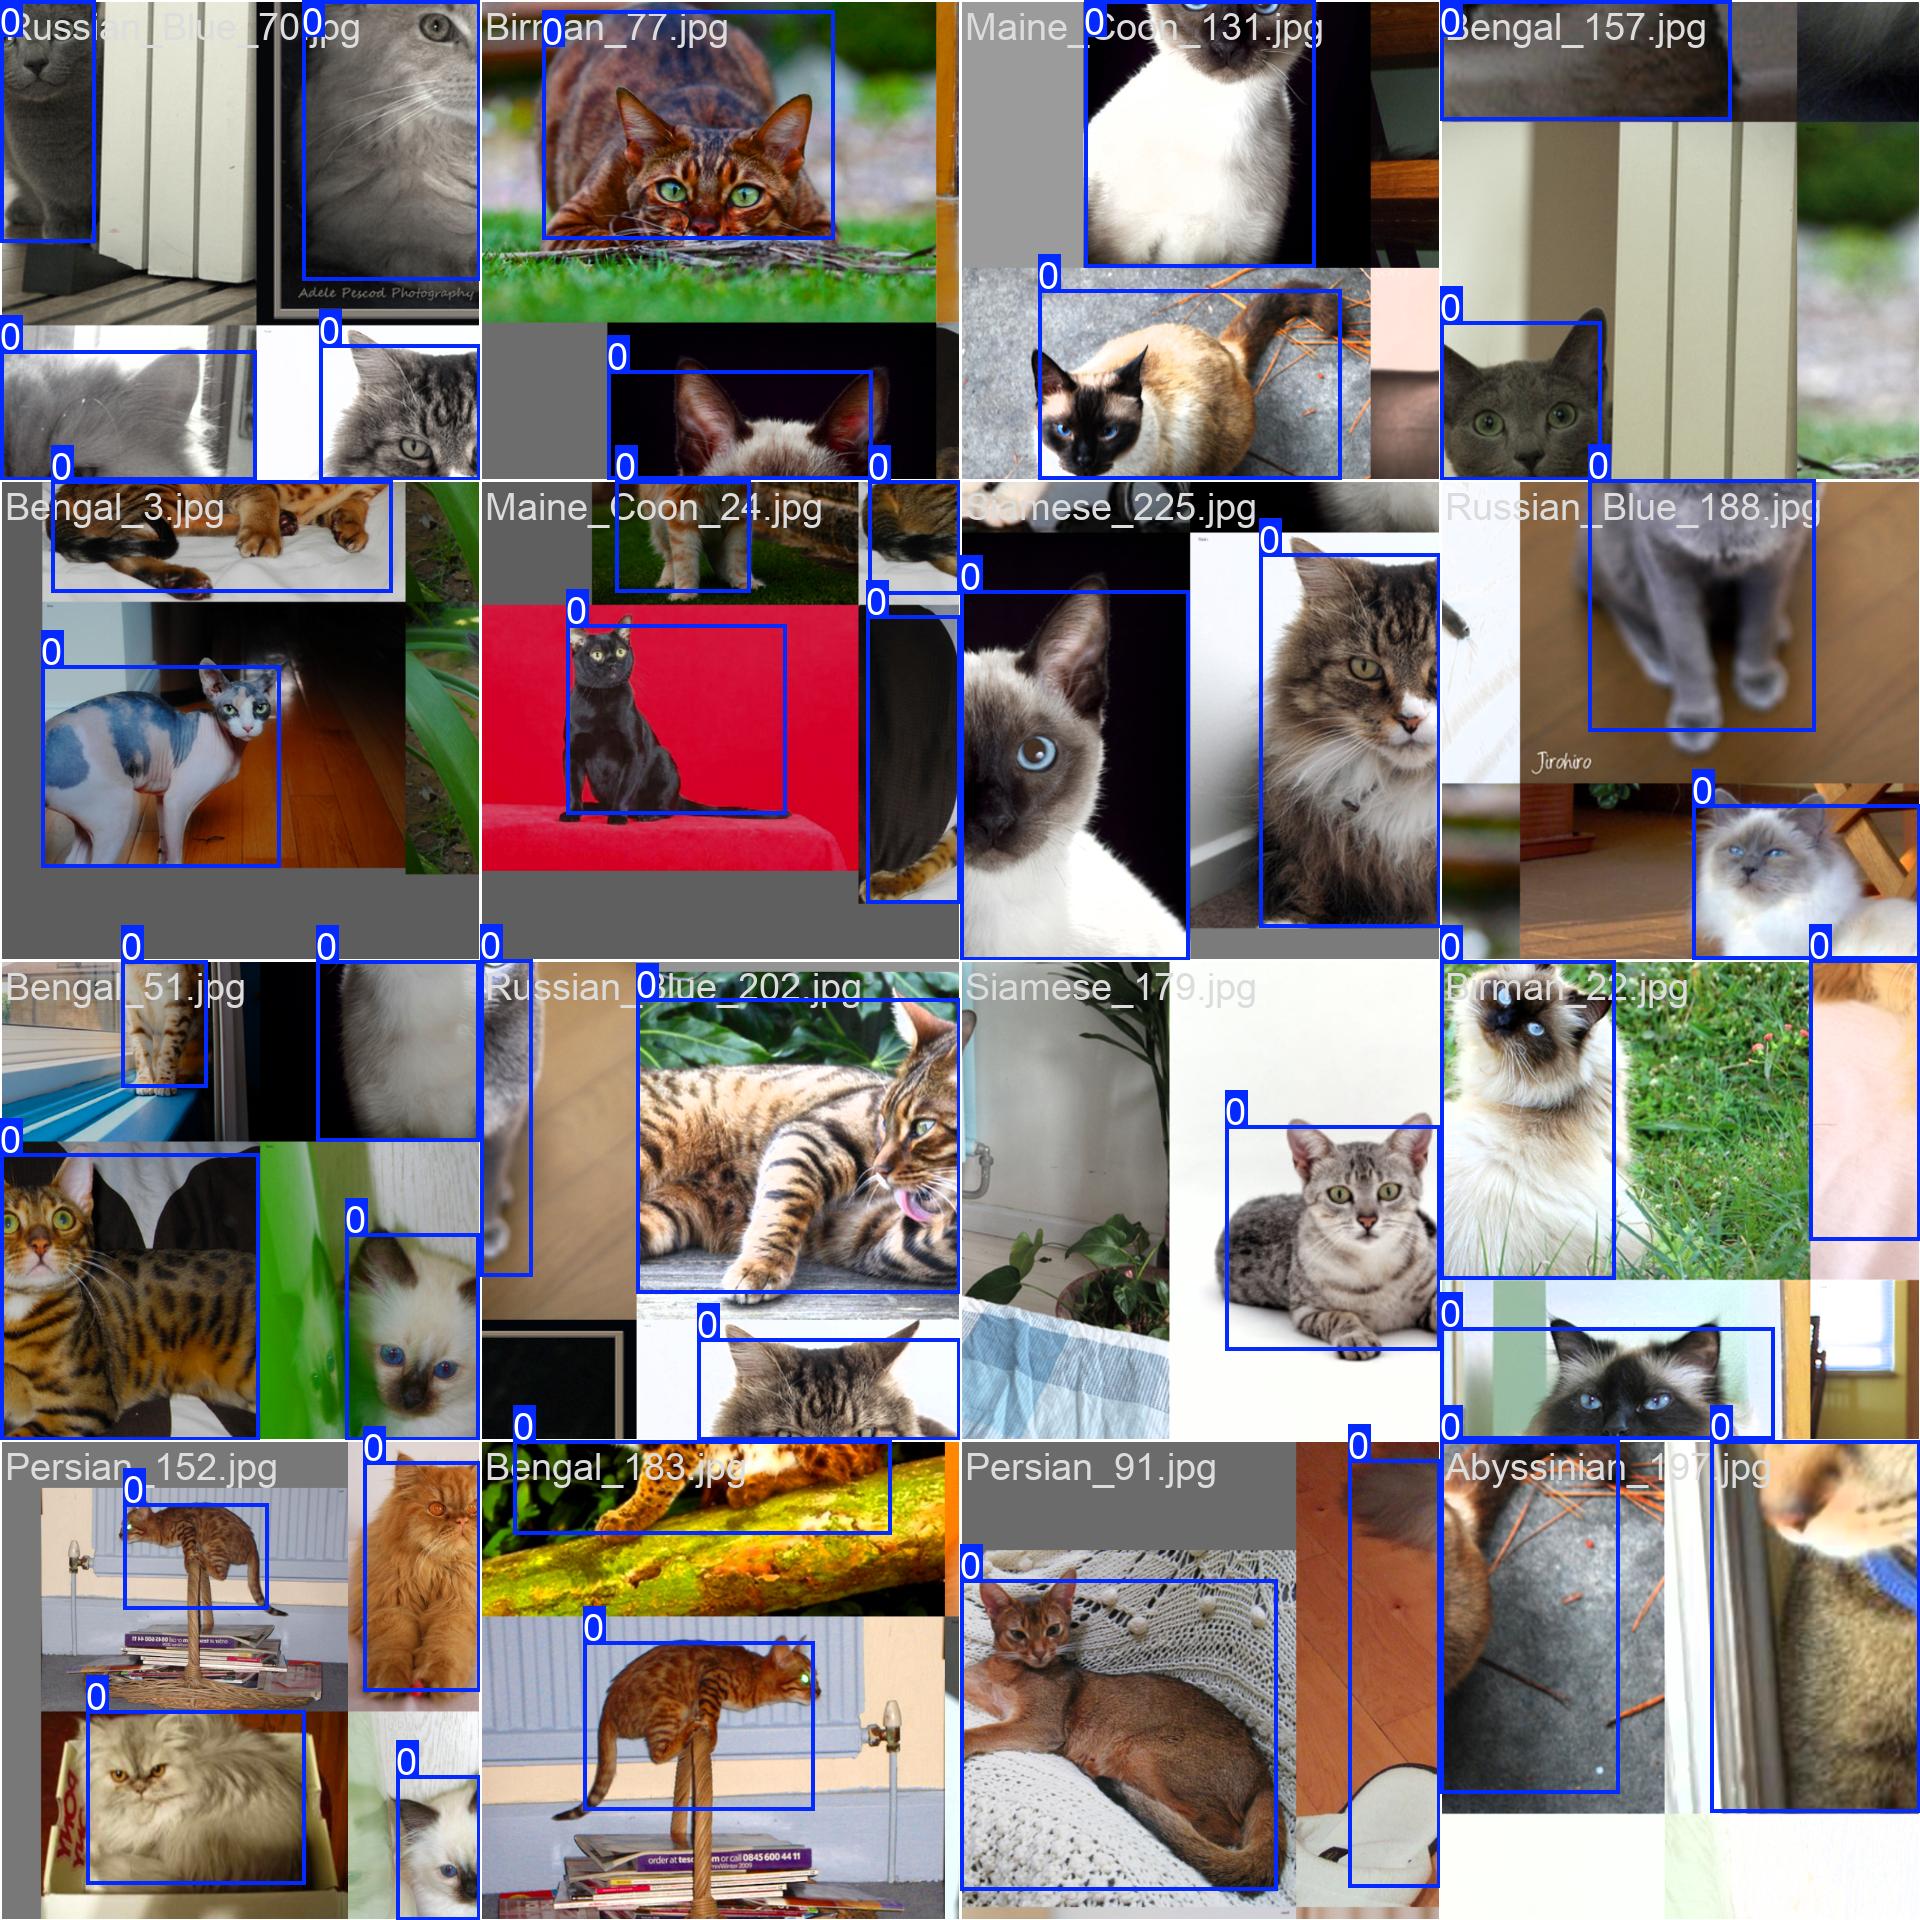 0
0
Russian_Blue_70.jpg
Adele Pescod Photography
0
0
0
Birman_77.jpg
0
0
0
Maine_Coon_131.jpg
0
0
Bengal_157.jpg
0
0
0
Bengal_3.jpg
0
0
0
Maine_Coon_24.jpg
0
0
Siamese_225.jpg
0
0
Russian_Blue_188.jpg
Jirohiro
0
0
0
Bengal_51.jpg
0
0
0
0
0
Russian_Blue_202.jpg
0
0
Siamese_179.jpg
0
Birman_22.jpg
0
0
0
Persian_152.jpg
0
0
0
0
Bengal_183.jpg
0
order at tesco.com or call 0845 600 44 11
Persian_91.jpg
0
0
Abyssinian_197.jpg